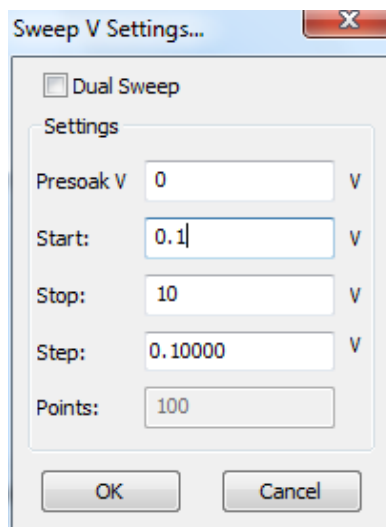 Sweep V Settings...
Dual Sweep
Settings
Presoak V 0 V
Start: 0.1 V
Stop: 10 V
Step: 0.10000 V
Points: 100
OK Cancel